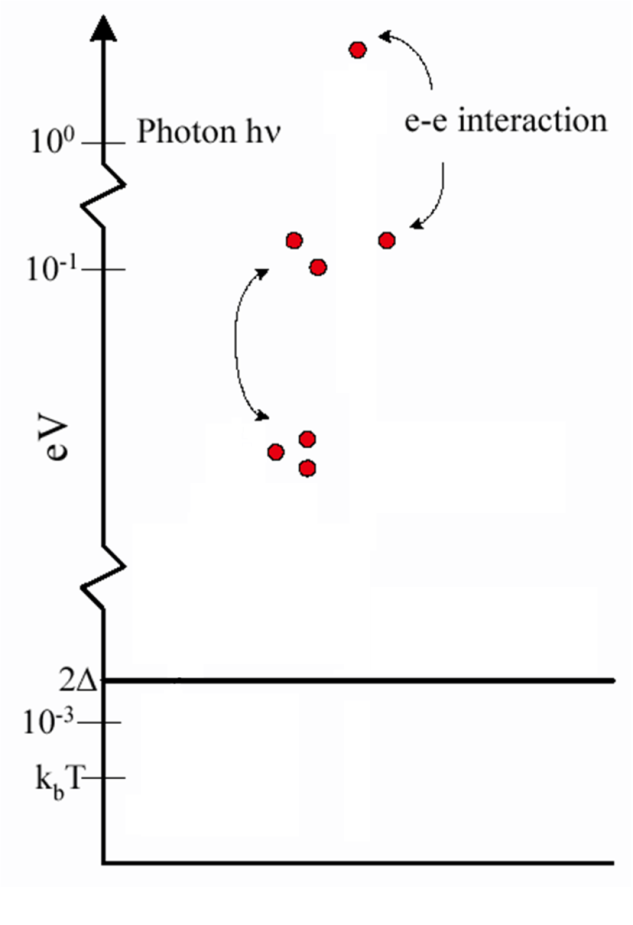 10⁰
Photon hν
e-e interaction
10⁻¹
eV
2Δ
10⁻³
k_bT